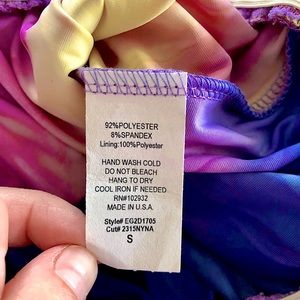 92%POLYESTER
8%SPANDEX
Lining:100%Polyester
HAND WASH COLD
DO NOT BLEACH
HANG TO DRY
COOL IRON IF NEEDED
RN#102932
MADE IN U.S.A.
Style# EG2D1705
Cut# 2315NYNA
S